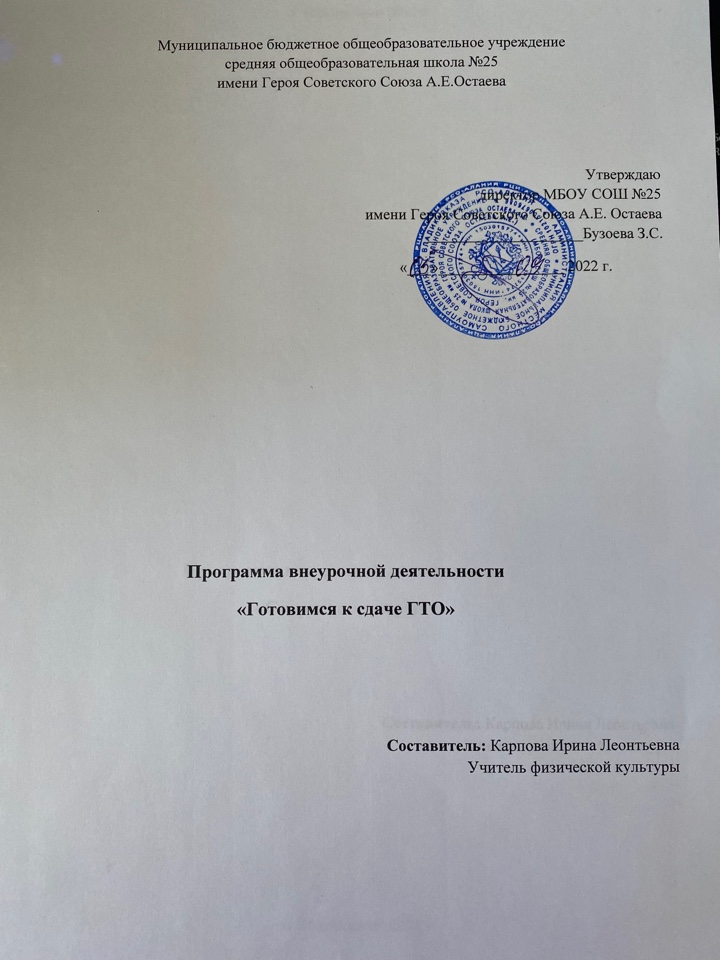 Муниципальное бюджетное общеобразовательное учреждение
средняя общеобразовательная школа №25
имени Героя Советского Союза А.Е.Остаева
Утверждаю
директор МБОУ СОШ №25
имени Героя Советского Союза А.Е. Остаева
Бузоева З.С.
« 09 2022 г.
Программа внеурочной деятельности
«Готовимся к сдаче ГТО»
Составитель: Карпова Ирина Леонтьевна
Учитель физической культуры